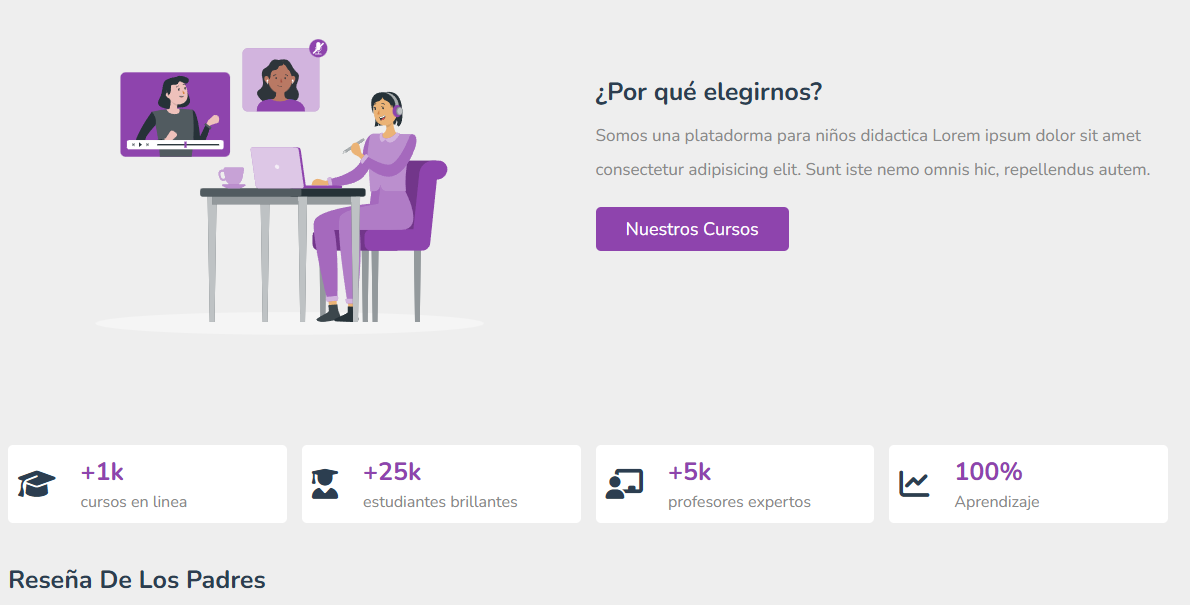 ¿Por qué elegirnos?
Somos una platadorma para niños didactica Lorem ipsum dolor sit amet
consectetur adipisicing elit. Sunt iste nemo omnis hic, repellendus autem.
Nuestros Cursos
+1k
cursos en linea
+25k
estudiantes brillantes
+5k
profesores expertos
100%
Aprendizaje
Reseña De Los Padres